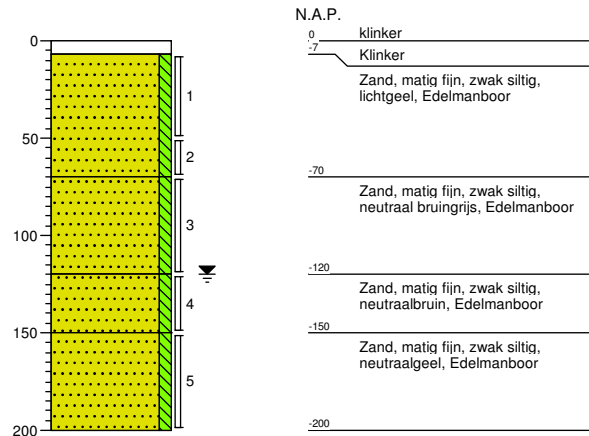 N.A.P.
0 klinker
-7 Klinker
Zand, matig fijn, zwak siltig,
lichtgeel, Edelmanboor
-70
Zand, matig fijn, zwak siltig,
neutraal bruingrijs, Edelmanboor
-120
Zand, matig fijn, zwak siltig,
neutraalbruin, Edelmanboor
-150
Zand, matig fijn, zwak siltig,
neutraalgeel, Edelmanboor
-200
0
50
100
150
200
1
2
3
4
5